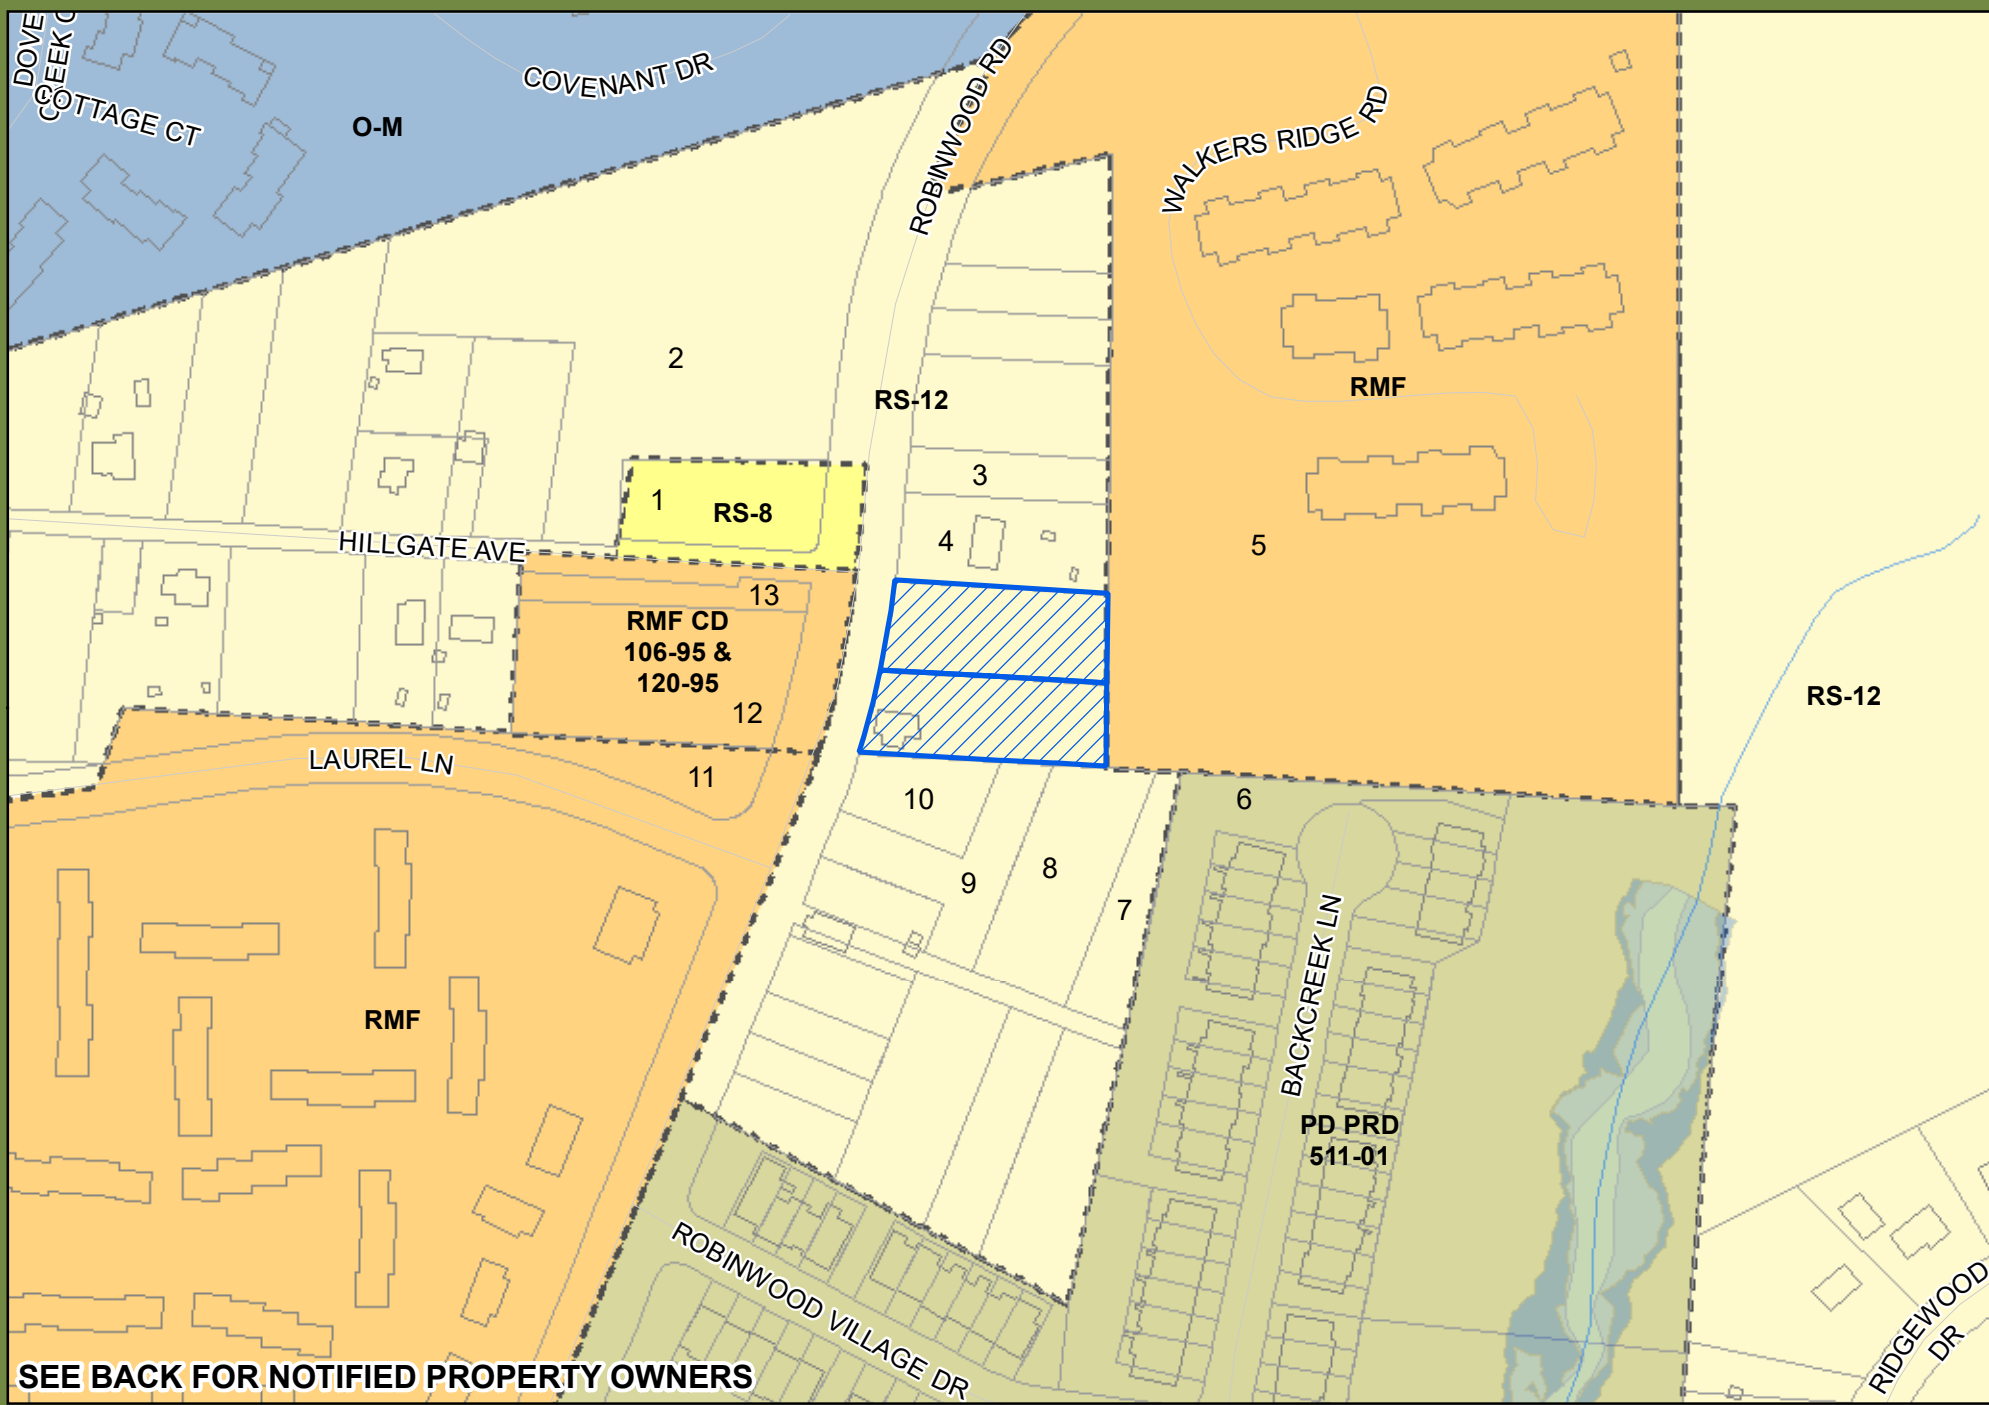 DOVE
CREEK C
COTTAGE CT
COVENANT DR
O-M
ROBINWOOD RD
WALKERS RIDGE RD
2
RS-12
RMF
3
1
RS-8
4
5
HILLGATE AVE
13
RMF CD
106-95 &
120-95
12
RS-12
LAUREL LN
11
10
6
9
8
7
BACKCREEK LN
RMF
PD PRD
511-01
ROBINWOOD VILLAGE DR
RIDGEWOOD
DR
SEE BACK FOR NOTIFIED PROPERTY OWNERS